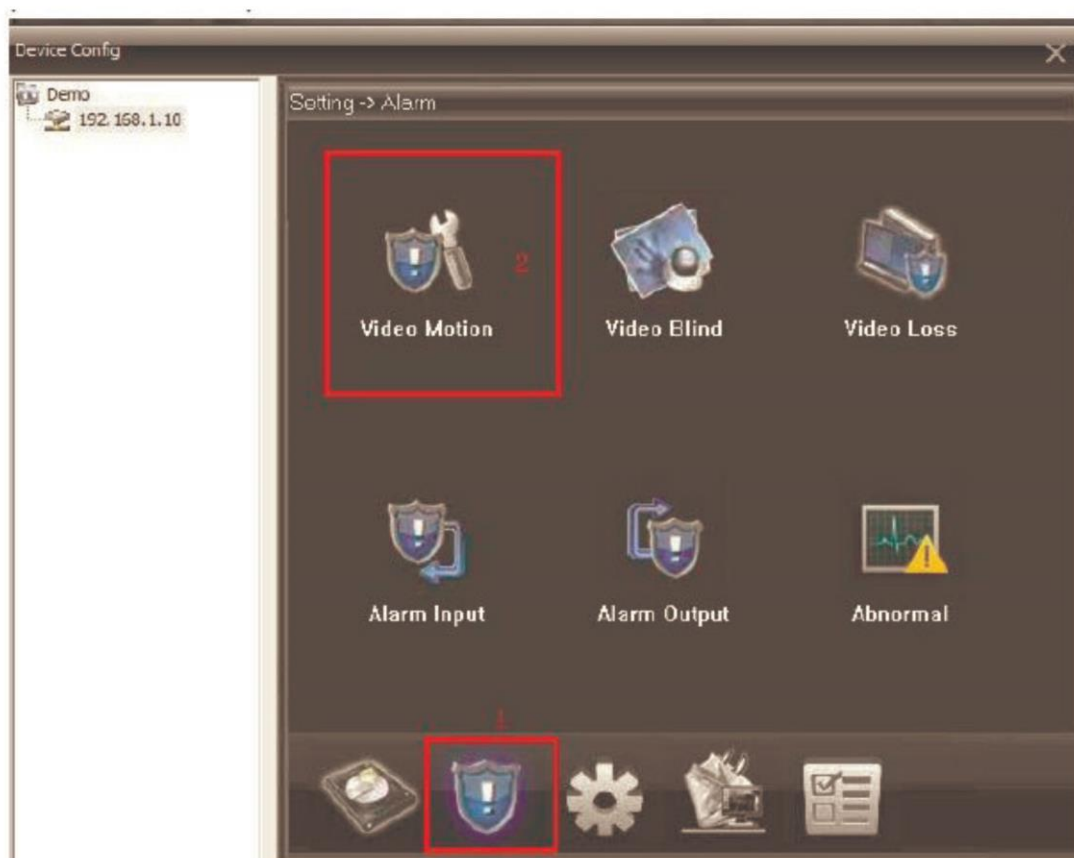 Device Config
Demo
192.168.1.10
Setting -> Alarm
2
Video Motion
Video Blind
Video Loss
Alarm Input
Alarm Output
Abnormal
1